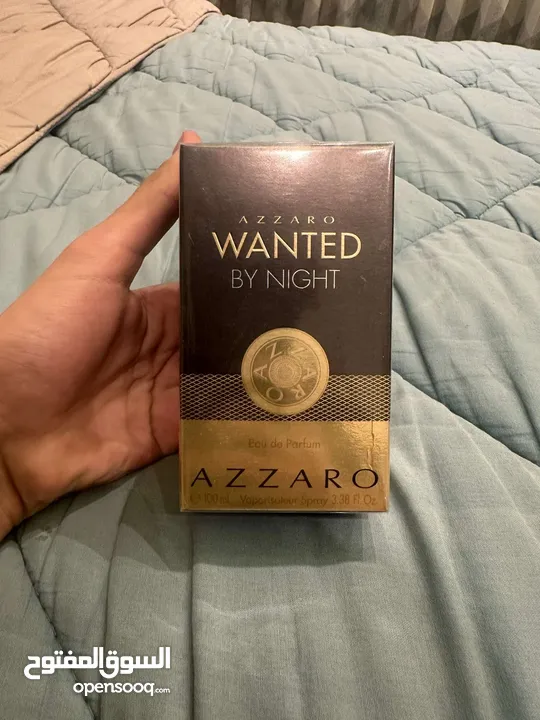 AZZARO
WANTED
BY NIGHT
AZZARO
Eau de Parfum
AZZARO
e 100 mL Vaporisateur Spray 3.38 fl. Oz.
السوق المفتوح
opensooq.com